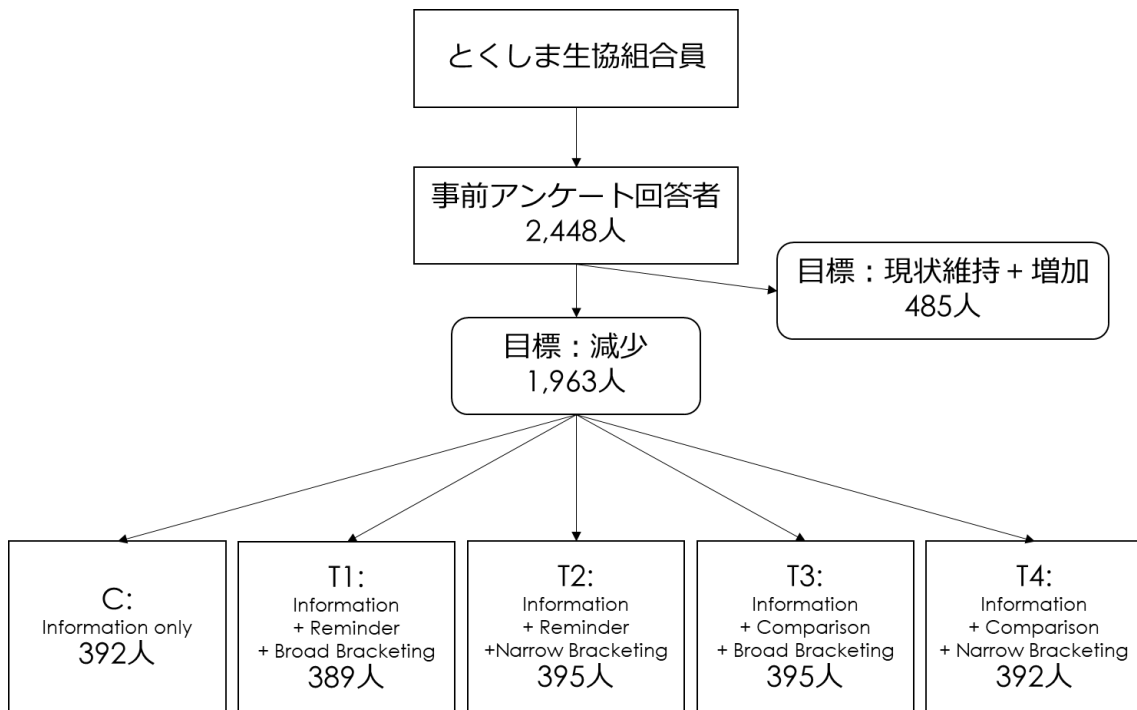 とくしま生協組合員
事前アンケート回答者
2,448人
目標：現状維持 + 増加
485人
目標：減少
1,963人
C:
Information only
392人
T1:
Information
+ Reminder
+ Broad Bracketing
389人
T2:
Information
+ Reminder
+Narrow Bracketing
395人
T3:
Information
+ Comparison
+ Broad Bracketing
395人
T4:
Information
+ Comparison
+ Narrow Bracketing
392人